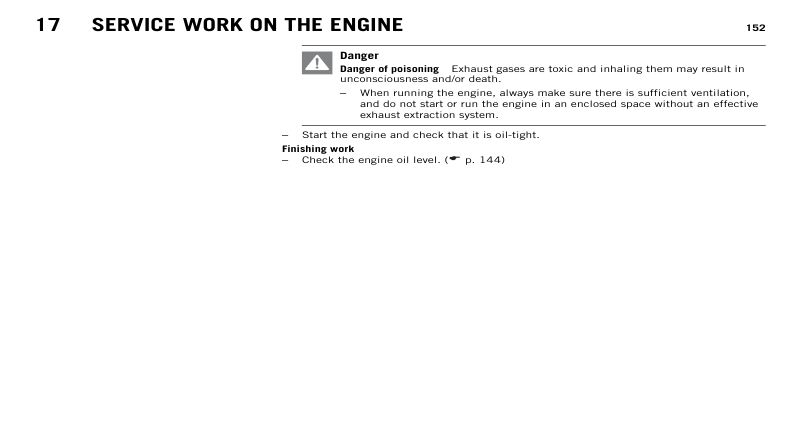 17 SERVICE WORK ON THE ENGINE 152
Danger
Danger of poisoning Exhaust gases are toxic and inhaling them may result in
unconsciousness and/or death.
– When running the engine, always make sure there is sufficient ventilation,
and do not start or run the engine in an enclosed space without an effective
exhaust extraction system.
– Start the engine and check that it is oil-tight.
Finishing work
– Check the engine oil level. (☛ p. 144)